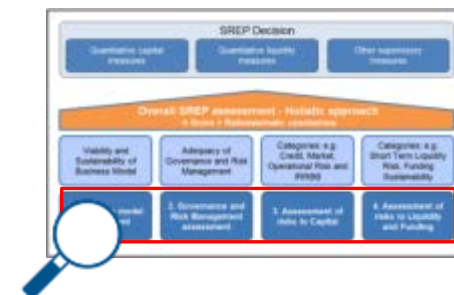 SREP Decision
Quantitative capital
measures
Quantitative liquidity
measures
Other supervisory
measures
Overall SREP assessment - Holistic approach
Viability and
Sustainability of
Business Model
Adequacy of
Governance and Risk
Management
Categories: e.g.
Credit, Market,
Operational Risk and
IRRBB
Categories: e.g.
Short Term Liquidity
Risk, Funding
Sustainability
model
2. Governance and
Risk Management
assessment
3. Assessment of
risks to Capital
4. Assessment of
risks to Liquidity
and Funding